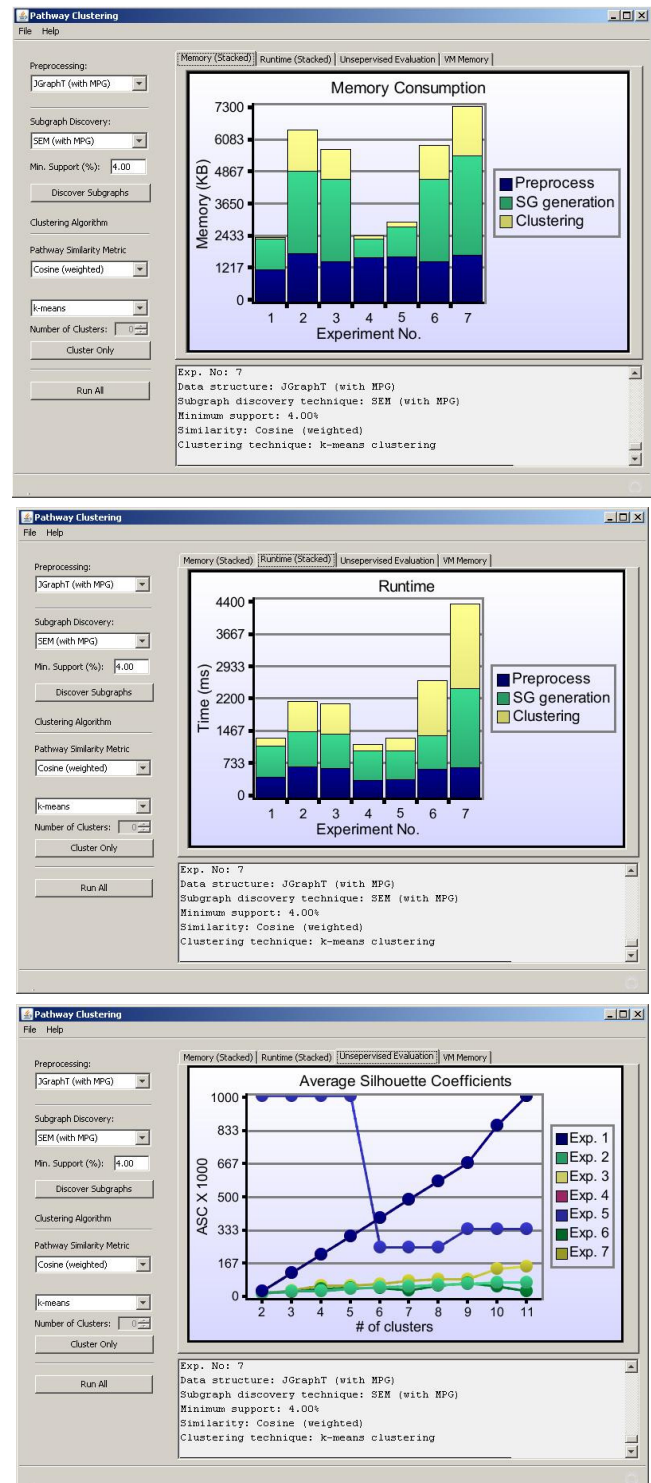 Pathway Clustering
File Help
Preprocessing:
JGraphT (with MPG)
Subgraph Discovery:
SEM (with MPG)
Min. Support (%): 4.00
Discover Subgraphs
Clustering Algorithm
Pathway Similarity Metric
Cosine (weighted)
k-means
Number of Clusters: 0
Cluster Only
Run All
Memory (Stacked) Runtime (Stacked) Unsepervised Evaluation VM Memory
Memory Consumption
Memory (KB)
7300
6083
4867
3650
2433
1217
0
1 2 3 4 5 6 7
Experiment No.
Preprocess
SG generation
Clustering
Exp. No: 7
Data structure: JGraphT (with MPG)
Subgraph discovery technique: SEM (with MPG)
Minimum support: 4.00%
Similarity: Cosine (weighted)
Clustering technique: k-means clustering
Pathway Clustering
File Help
Preprocessing:
JGraphT (with MPG)
Subgraph Discovery:
SEM (with MPG)
Min. Support (%): 4.00
Discover Subgraphs
Clustering Algorithm
Pathway Similarity Metric
Cosine (weighted)
k-means
Number of Clusters: 0
Cluster Only
Run All
Memory (Stacked) Runtime (Stacked) Unsepervised Evaluation VM Memory
Runtime
Time (ms)
4400
3667
2933
2200
1467
733
0
1 2 3 4 5 6 7
Experiment No.
Preprocess
SG generation
Clustering
Exp. No: 7
Data structure: JGraphT (with MPG)
Subgraph discovery technique: SEM (with MPG)
Minimum support: 4.00%
Similarity: Cosine (weighted)
Clustering technique: k-means clustering
Pathway Clustering
File Help
Preprocessing:
JGraphT (with MPG)
Subgraph Discovery:
SEM (with MPG)
Min. Support (%): 4.00
Discover Subgraphs
Clustering Algorithm
Pathway Similarity Metric
Cosine (weighted)
k-means
Number of Clusters: 0
Cluster Only
Run All
Memory (Stacked) Runtime (Stacked) Unsepervised Evaluation VM Memory
Average Silhouette Coefficients
ASC X 1000
1000
833
667
500
333
167
0
2 3 4 5 6 7 8 9 10 11
# of clusters
Exp. 1
Exp. 2
Exp. 3
Exp. 4
Exp. 5
Exp. 6
Exp. 7
Exp. No: 7
Data structure: JGraphT (with MPG)
Subgraph discovery technique: SEM (with MPG)
Minimum support: 4.00%
Similarity: Cosine (weighted)
Clustering technique: k-means clustering